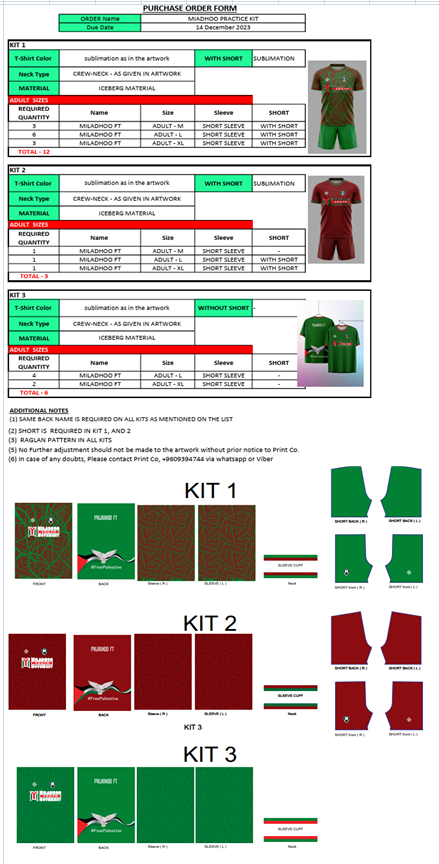 PURCHASE ORDER FORM
ORDER Name MIADHOO PRACTICE KIT
Due Date 14 December 2023
KIT 1
T-Shirt Color sublimation as in the artwork WITH SHORT SUBLIMATION
Neck Type CREW-NECK - AS GIVEN IN ARTWORK
MATERIAL ICEBERG MATERIAL
ADULT SIZES
REQUIRED QUANTITY Name Size Sleeve SHORT
3 MILADHOO FT ADULT - M SHORT SLEEVE WITH SHORT
6 MILADHOO FT ADULT - L SHORT SLEEVE WITH SHORT
3 MILADHOO FT ADULT - XL SHORT SLEEVE WITH SHORT
TOTAL - 12
KIT 2
T-Shirt Color sublimation as in the artwork WITH SHORT SUBLIMATION
Neck Type CREW-NECK - AS GIVEN IN ARTWORK
MATERIAL ICEBERG MATERIAL
ADULT SIZES
REQUIRED QUANTITY Name Size Sleeve SHORT
1 MILADHOO FT ADULT - M SHORT SLEEVE -
1 MILADHOO FT ADULT - L SHORT SLEEVE WITH SHORT
1 MILADHOO FT ADULT - XL SHORT SLEEVE WITH SHORT
TOTAL - 3
KIT 3
T-Shirt Color sublimation as in the artwork WITHOUT SHORT -
Neck Type CREW-NECK - AS GIVEN IN ARTWORK
MATERIAL ICEBERG MATERIAL
ADULT SIZES
REQUIRED QUANTITY Name Size Sleeve SHORT
4 MILADHOO FT ADULT - L SHORT SLEEVE -
2 MILADHOO FT ADULT - XL SHORT SLEEVE -
TOTAL - 6
ADDITIONAL NOTES
(1) SAME BACK NAME IS REQUIRED ON ALL KITS AS MENTIONED ON THE LIST
(2) SHORT IS REQUIRED IN KIT 1, AND 2
(3) RAGLAN PATTERN IN ALL KITS
(5) No Further adjustment should not be made to the artwork without prior notice to Print Co.
(6) In case of any doubts, Please contact Print Co, +9609394744 via whatsapp or Viber
KIT 1
SHORT BACK ( R ) SHORT BACK ( L )
MILADHOO FT
#FreePalestine
SLEEVE CUFF
FRONT BACK Sleeve ( R ) SLEEVE ( L ) Neck
SHORT front ( R ) SHORT front ( L )
KIT 2
SHORT BACK ( R ) SHORT BACK ( L )
MILADHOO FT
#FreePalestine
SLEEVE CUFF
FRONT BACK Sleeve ( R ) SLEEVE ( L ) Neck
SHORT front ( R ) SHORT front ( L )
KIT 3
KIT 3
MILADHOO FT
#FreePalestine
SLEEVE CUFF
FRONT BACK Sleeve ( R ) SLEEVE ( L ) Neck